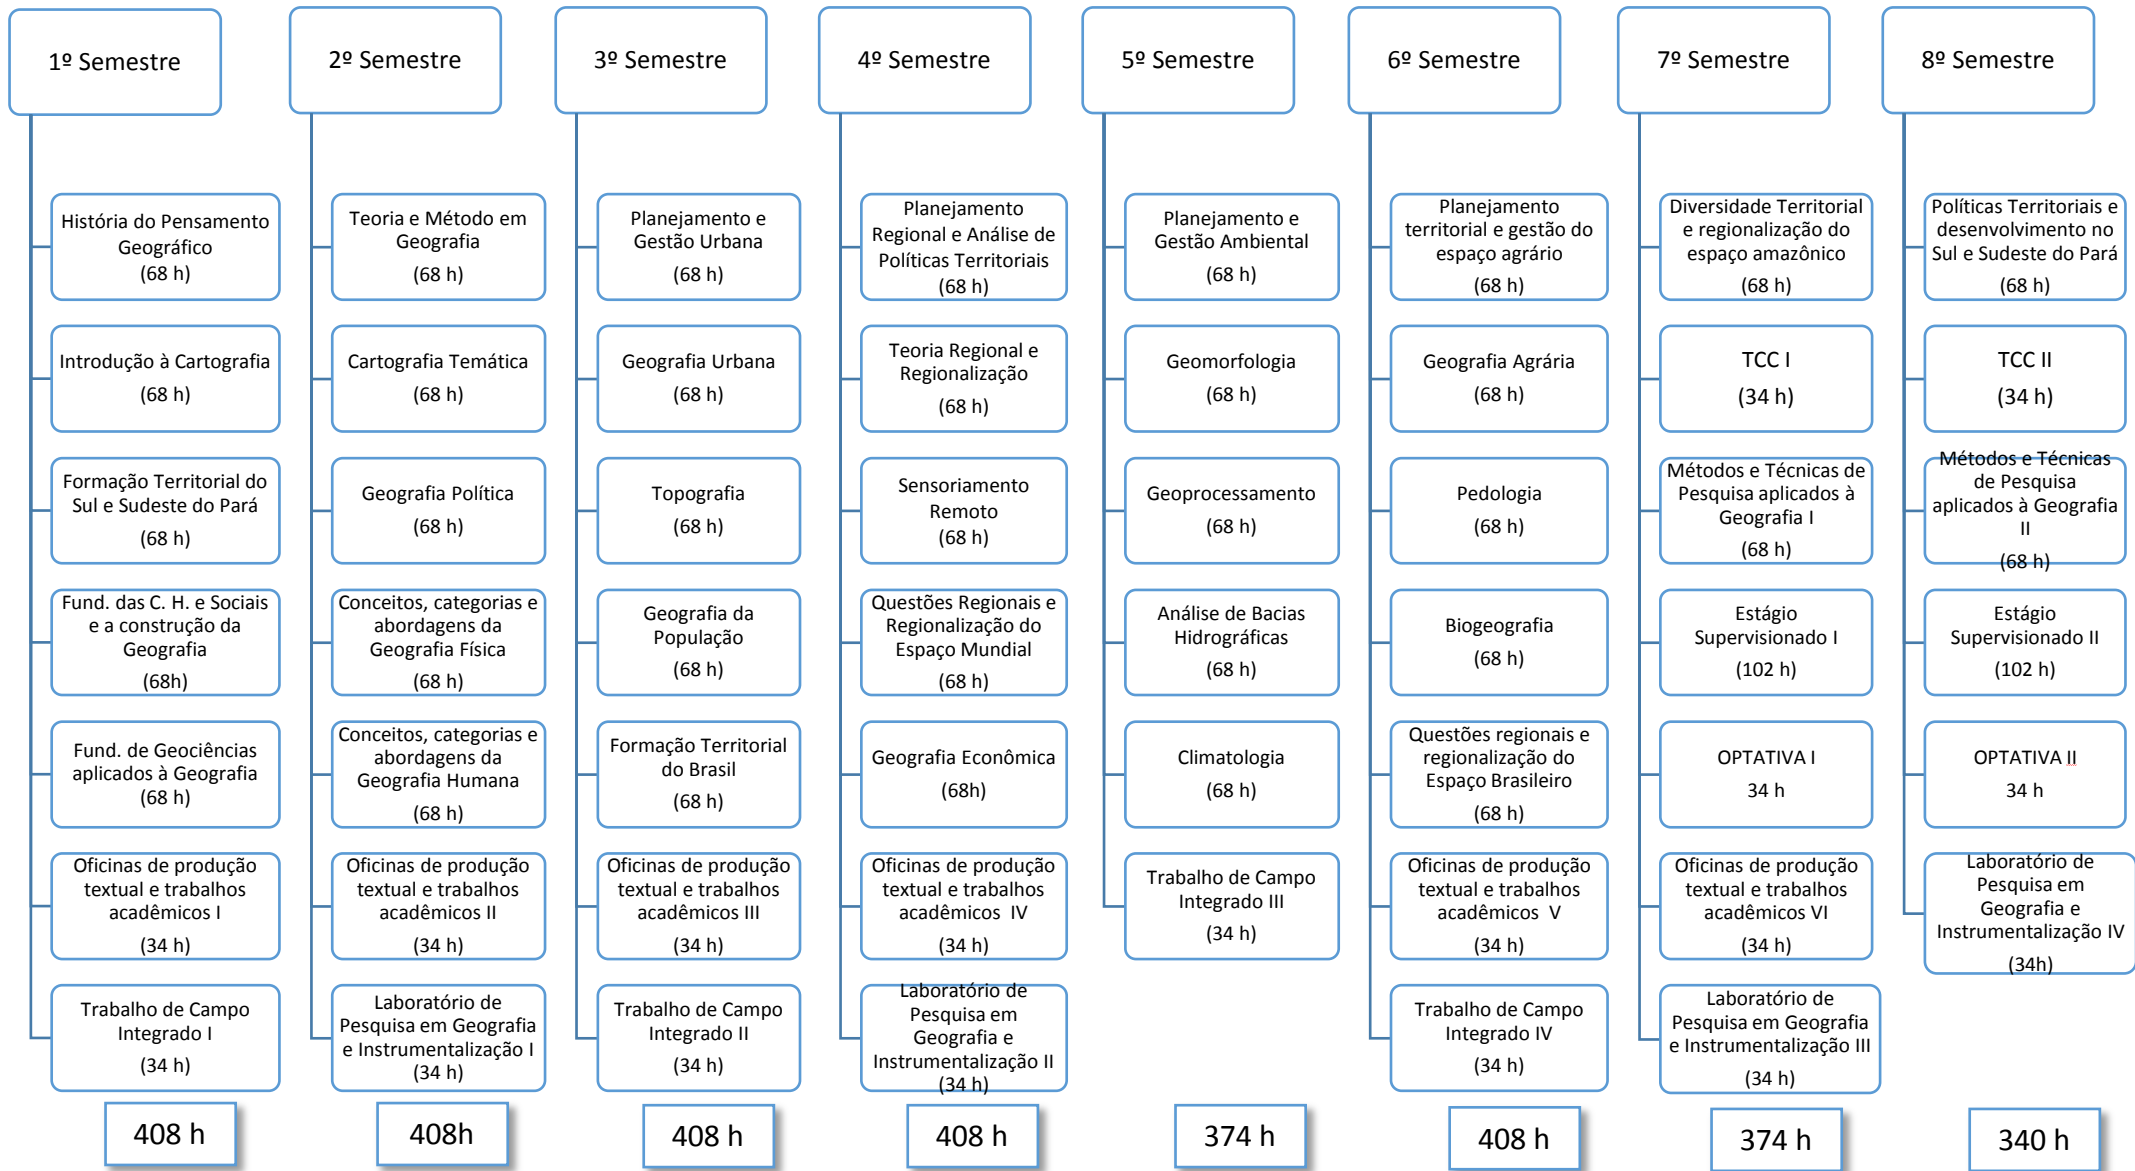 1º Semestre
História do Pensamento
Geográfico
(68 h)
Introdução à Cartografia
(68 h)
Formação Territorial do
Sul e Sudeste do Pará
(68 h)
Fund. das C. H. e Sociais
e a construção da
Geografia
(68h)
Fund. de Geociências
aplicados à Geografia
(68 h)
Oficinas de produção
textual e trabalhos
acadêmicos I
(34 h)
Trabalho de Campo
Integrado I
(34 h)
408 h
2º Semestre
Teoria e Método em
Geografia
(68 h)
Cartografia Temática
(68 h)
Geografia Política
(68 h)
Conceitos, categorias e
abordagens da
Geografia Física
(68 h)
Conceitos, categorias e
abordagens da
Geografia Humana
(68 h)
Oficinas de produção
textual e trabalhos
acadêmicos II
(34 h)
Laboratório de
Pesquisa em Geografia
e Instrumentalização I
(34 h)
408h
3º Semestre
Planejamento e
Gestão Urbana
(68 h)
Geografia Urbana
(68 h)
Topografia
(68 h)
Geografia da
População
(68 h)
Formação Territorial
do Brasil
(68 h)
Oficinas de produção
textual e trabalhos
acadêmicos III
(34 h)
Trabalho de Campo
Integrado II
(34 h)
408 h
4º Semestre
Planejamento
Regional e Análise de
Políticas Territoriais
(68 h)
Teoria Regional e
Regionalização
(68 h)
Sensoriamento
Remoto
(68 h)
Questões Regionais e
Regionalização do
Espaço Mundial
(68 h)
Geografia Econômica
(68h)
Oficinas de produção
textual e trabalhos
acadêmicos  IV
(34 h)
Laboratório de
Pesquisa em
Geografia e
Instrumentalização II
(34 h)
408 h
5º Semestre
Planejamento e
Gestão Ambiental
(68 h)
Geomorfologia
(68 h)
Geoprocessamento
(68 h)
Análise de Bacias
Hidrográficas
(68 h)
Climatologia
(68 h)
Trabalho de Campo
Integrado III
(34 h)
374 h
6º Semestre
Planejamento
territorial e gestão do
espaço agrário
(68 h)
Geografia Agrária
(68 h)
Pedologia
(68 h)
Biogeografia
(68 h)
Questões regionais e
regionalização do
Espaço Brasileiro
(68 h)
Oficinas de produção
textual e trabalhos
acadêmicos  V
(34 h)
Trabalho de Campo
Integrado IV
(34 h)
408 h
7º Semestre
Diversidade Territorial
e regionalização do
espaço amazônico
(68 h)
TCC I
(34 h)
Métodos e Técnicas de
Pesquisa aplicados à
Geografia I
(68 h)
Estágio
Supervisionado I
(102 h)
OPTATIVA I
34 h
Oficinas de produção
textual e trabalhos
acadêmicos VI
(34 h)
Laboratório de
Pesquisa em Geografia
e Instrumentalização III
(34 h)
374 h
8º Semestre
Políticas Territoriais e
desenvolvimento no
Sul e Sudeste do Pará
(68 h)
TCC II
(34 h)
Métodos e Técnicas
de Pesquisa
aplicados à Geografia
II
(68 h)
Estágio
Supervisionado II
(102 h)
OPTATIVA II
34 h
Laboratório de
Pesquisa em
Geografia e
Instrumentalização IV
(34h)
340 h